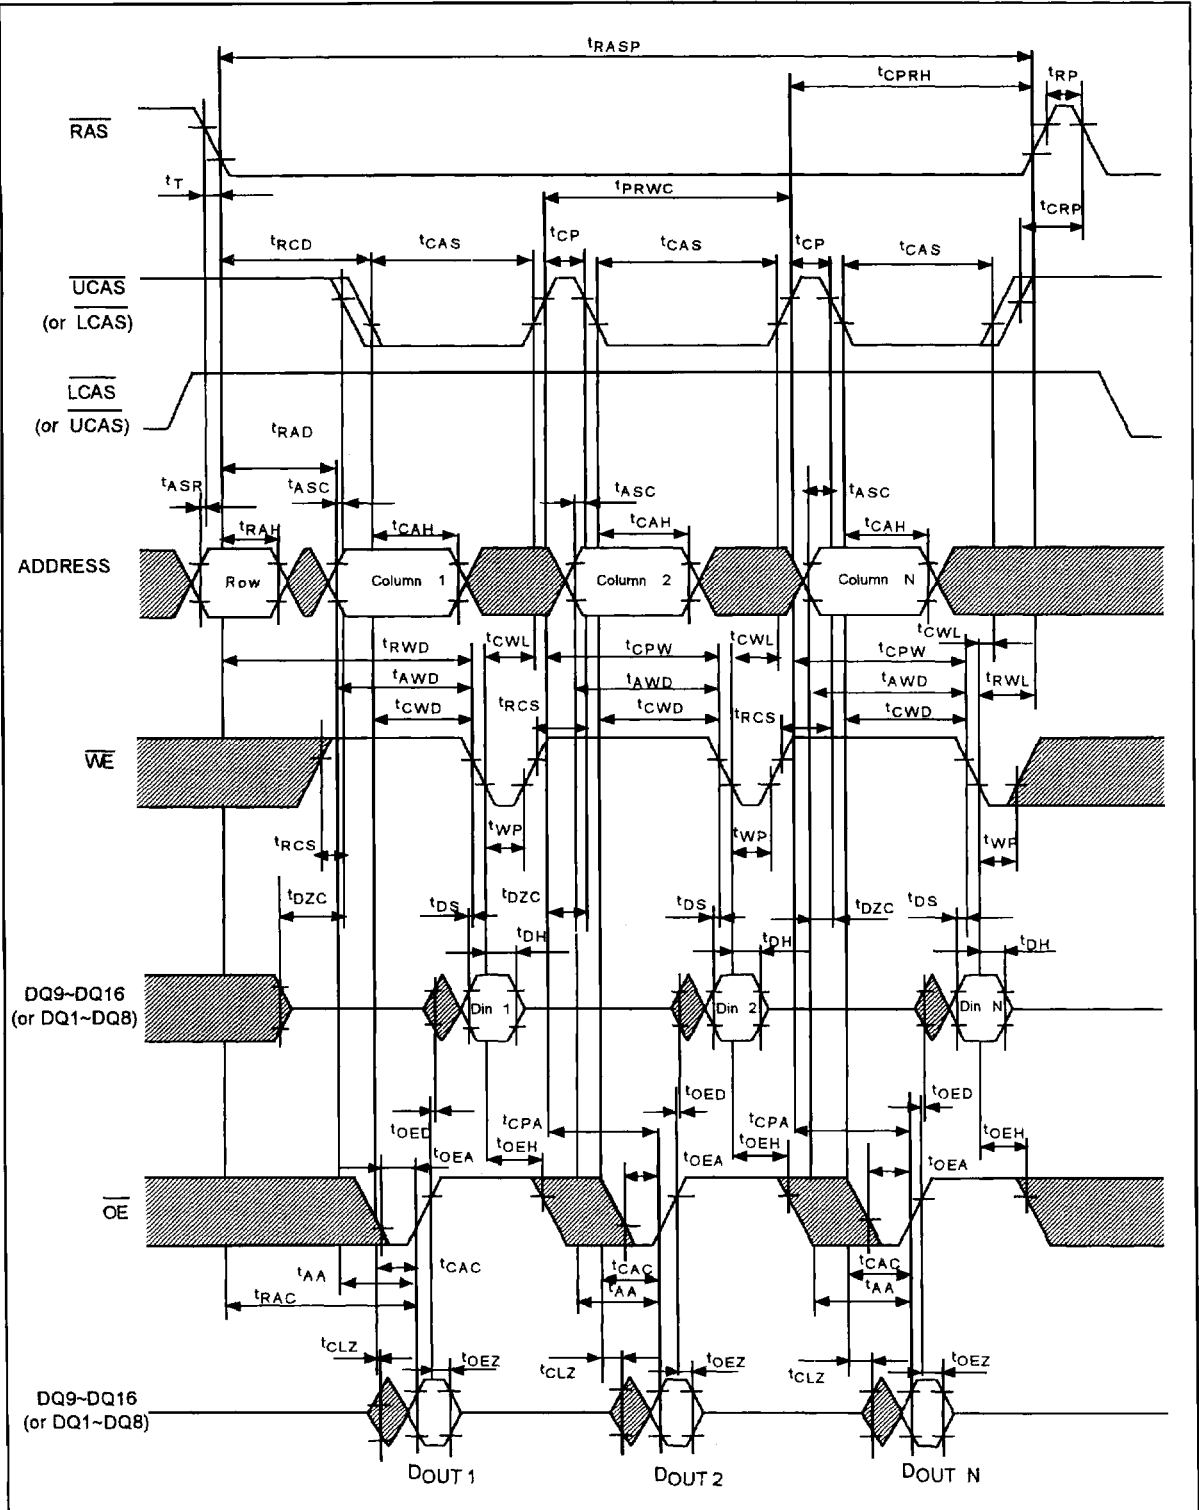 tRASP
tCPRH
tRP
RAS
tT
tPRWC
tCRP
tRCD
tCAS
tCP
tCAS
tCP
tCAS
UCAS
(or LCAS)
LCAS
(or UCAS)
tRAD
tASR
tASC
tASC
tASC
tRAH
tCAH
tCAH
tCAH
ADDRESS
Row
Column 1
Column 2
Column N
tRWD
tCWL
tCPW
tCWL
tCPW
tCWL
tAWD
tAWD
tAWD
tRWL
tCWD
tRCS
tCWD
tRCS
tCWD
WE
tRCS
tWP
tWP
tWP
tDZC
tDS
tDZC
tDS
tDZC
tDS
tDH
tDH
tDH
DQ9~DQ16
(or DQ1~DQ8)
Din 1
Din 2
Din N
tOED
tOED
tOED
tCPA
tCPA
tOEA
tOEH
tOEA
tOEH
tOEA
tOEH
OE
tAA
tCAC
tCAC
tCAC
tRAC
tAA
tAA
tCLZ
tOEZ
tCLZ
tOEZ
tCLZ
tOEZ
DQ9~DQ16
(or DQ1~DQ8)
DOUT 1
DOUT 2
DOUT N